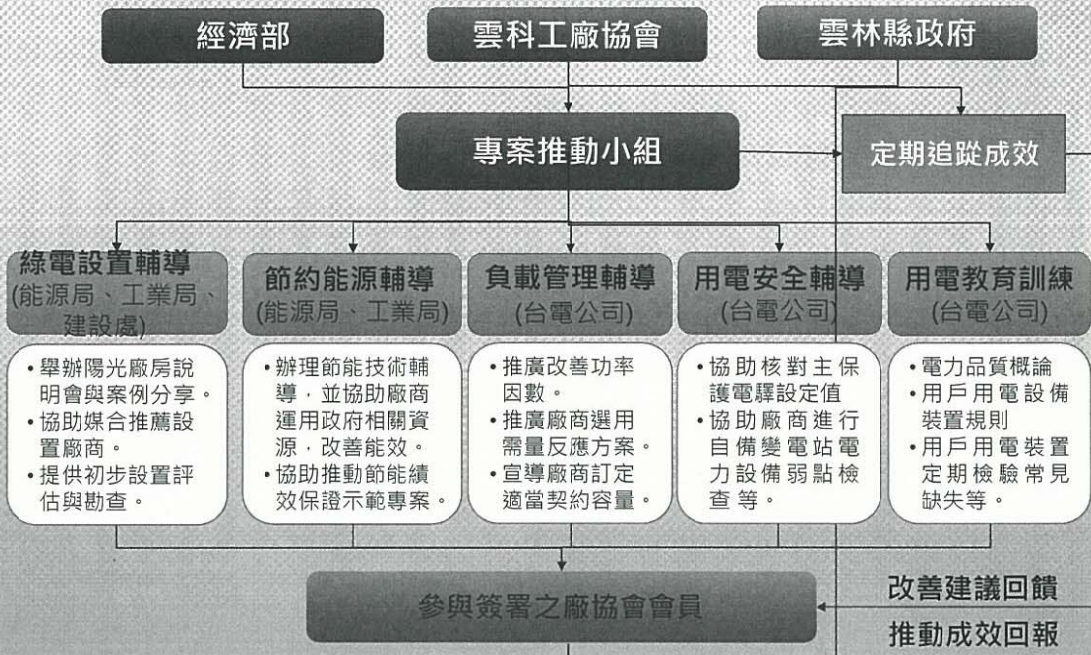 經濟部
雲科工廠協會
雲林縣政府
專案推動小組
定期追蹤成效
綠電設置輔導
(能源局、工業局、
建設處)
• 舉辦陽光廠房說
明會與案例分享。
• 協助媒合推薦設
置廠商。
• 提供初步設置評
估與勘查。
節約能源輔導
(能源局、工業局)
• 辦理節能技術輔
導，並協助廠商
運用政府相關資
源，改善能效。
• 協助推動節能績
效保證示範專案。
負載管理輔導
(台電公司)
• 推廣改善功率
因數。
• 推廣廠商選用
需量反應方案。
• 宣導廠商訂定
適當契約容量。
用電安全輔導
(台電公司)
• 協助核對主保
護電驛設定值
• 協助廠商進行
自備變電站電
力設備弱點檢
查等。
用電教育訓練
(台電公司)
• 電力品質概論
• 用戶用電設備
裝置規則
• 用戶用電裝置
定期檢驗常見
缺失等。
參與簽署之廠協會會員
改善建議回饋
推動成效回報